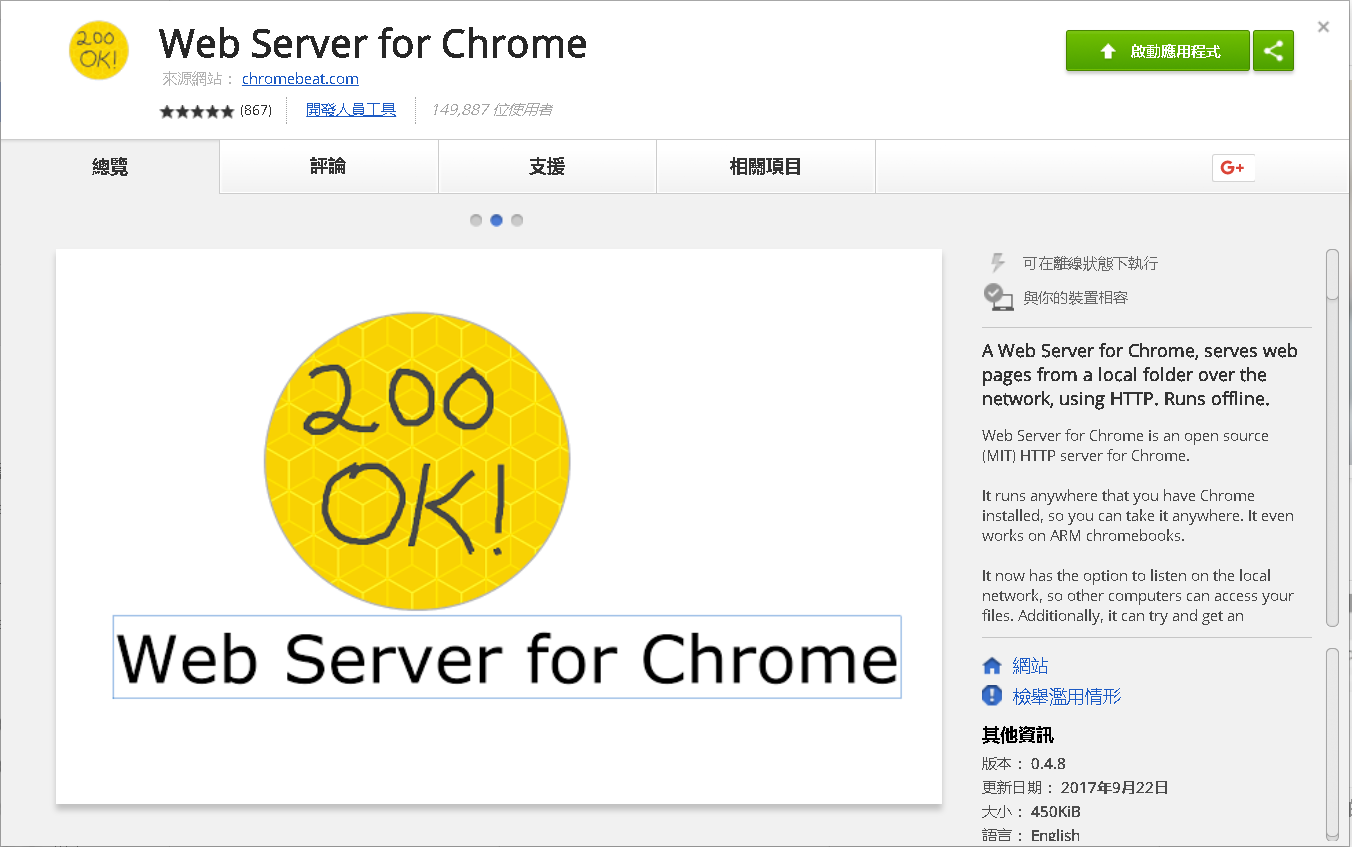 200
OK!
Web Server for Chrome
來源網站： chromebeat.com
(867)
開發人員工具
149,887 位使用者
啟動應用程式
總覽
評論
支援
相關項目
G+
200
OK!
Web Server for Chrome
可在離線狀態下執行
與你的裝置相容
A Web Server for Chrome, serves web
pages from a local folder over the
network, using HTTP. Runs offline.
Web Server for Chrome is an open source
(MIT) HTTP server for Chrome.
It runs anywhere that you have Chrome
installed, so you can take it anywhere. It even
works on ARM chromebooks.
It now has the option to listen on the local
network, so other computers can access your
files. Additionally, it can try and get an
網站
檢舉濫用情形
其他資訊
版本： 0.4.8
更新日期： 2017年9月22日
大小： 450KiB
語言： English